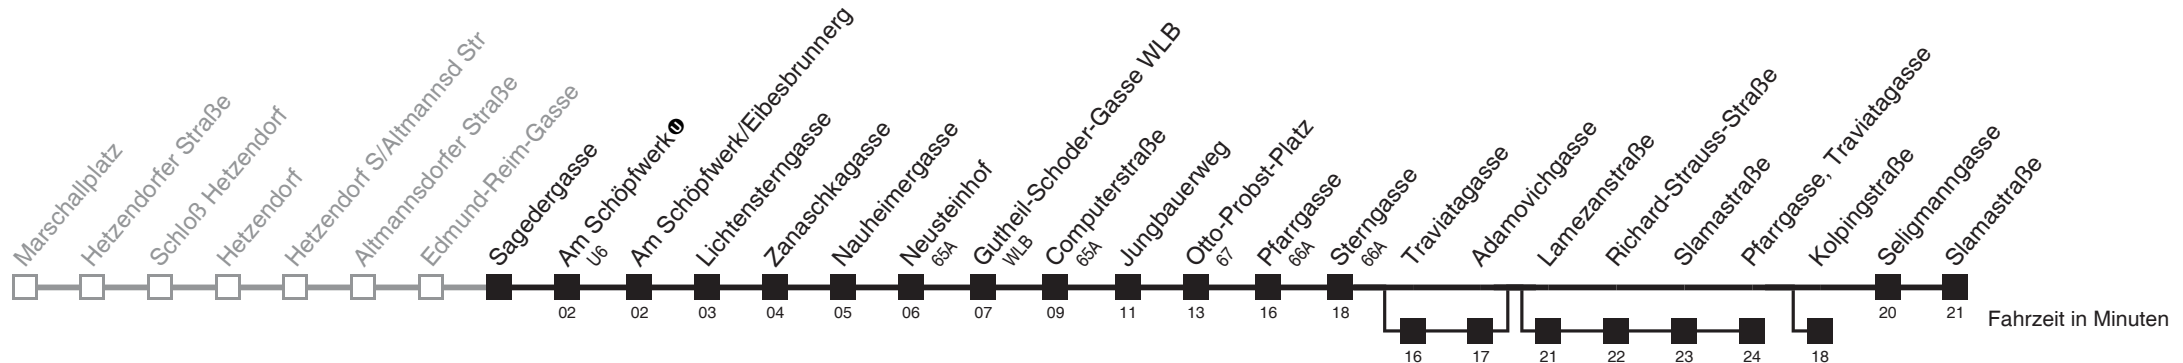 Marschallplatz
Hetzendorfer Straße
Schloß Hetzendorf
Hetzendorf
Hetzendorf S/Altmannsd Str
Altmannsdorfer Straße
Edmund-Reim-Gasse
Sagedergasse
Am Schöpfwerk U
U6
Am Schöpfwerk/Eibesbrunnerg
Lichtensterngasse
Zanaschkagasse
Nauheimergasse
Neusteinhof
65A
Gutheil-Schoder-Gasse WLB
WLB
Computerstraße
65A
Jungbauerweg
Otto-Probst-Platz
67
Pfarrgasse
66A
Sterngasse
66A
Traviatagasse
Adamovichgasse
Lamezanstraße
Richard-Strauss-Straße
Slamastraße
Pfarrgasse, Traviatagasse
Kolpingstraße
Seligmanngasse
Slamastraße
02 02 03 04 05 06 07 09 11 13 16 18 20 21
Fahrzeit in Minuten
16 17 21 22 23 24 18